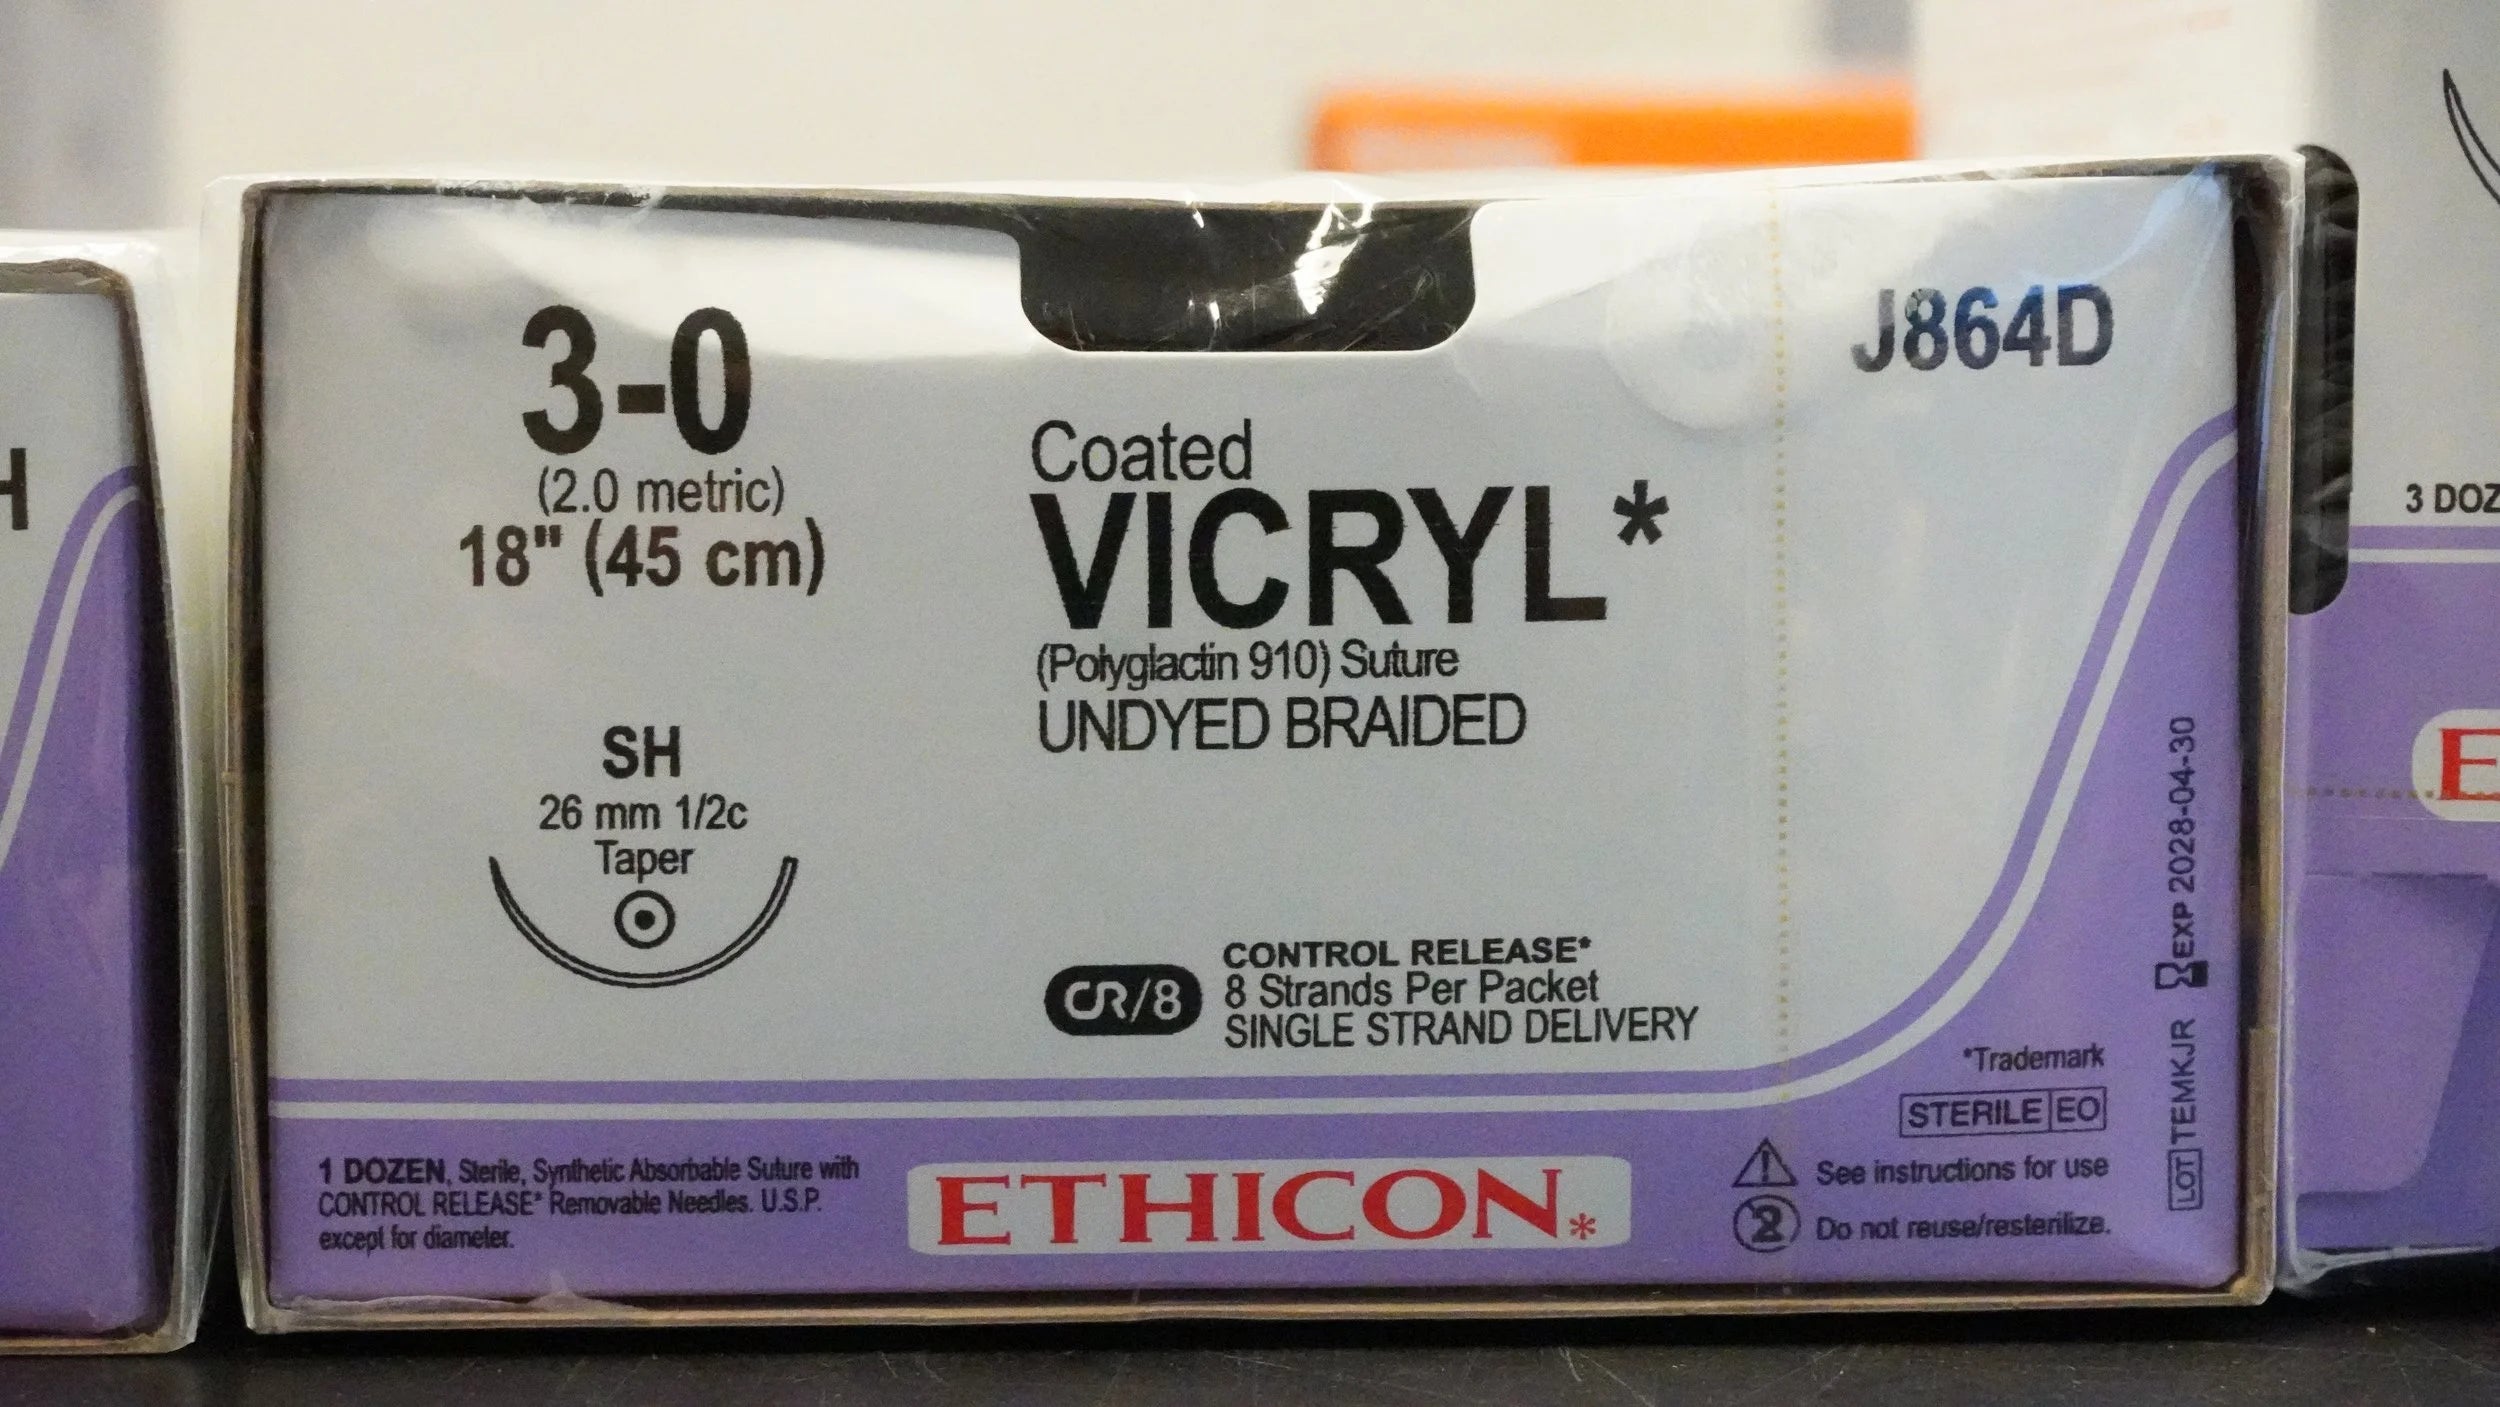 H
3-0
(2.0 metric)
18" (45 cm)
SH
26 mm 1/2c
Taper
J864D
Coated
VICRYL*
(Polyglactin 910) Suture
UNDYED BRAIDED
CR/8
CONTROL RELEASE*
8 Strands Per Packet
SINGLE STRAND DELIVERY
EXP 2028-04-30
LOT TEMKJR
*Trademark
STERILE EO
See instructions for use
2 Do not reuse/resterilize.
1 DOZEN, Sterile, Synthetic Absorbable Suture with
CONTROL RELEASE* Removable Needles. U.S.P.
except for diameter.
ETHICON*
3 DOZ
E